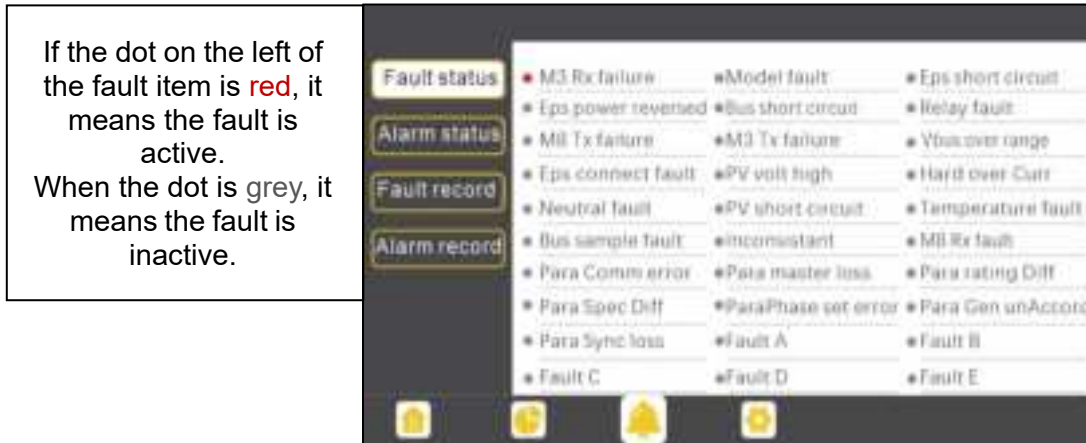 If the dot on the left of
the fault item is red, it
means the fault is
active.
When the dot is grey, it
means the fault is
inactive.
Fault status
Alarm status
Fault record
Alarm record
M3 Rx failure Model fault Eps short circuit
Eps power reversed Bus short circuit Relay fault
M8 Tx failure M3 Tx failure Vbus over range
Eps connect fault PV volt high Hard over Curr
Neutral fault PV short circuit Temperature fault
Bus sample fault Inconsistant M8 Rx fault
Para Comm error Para master loss Para rating Diff
Para Spec Diff ParaPhase set error Para Gen unAccord
Para Sync loss Fault A Fault B
Fault C Fault D Fault E